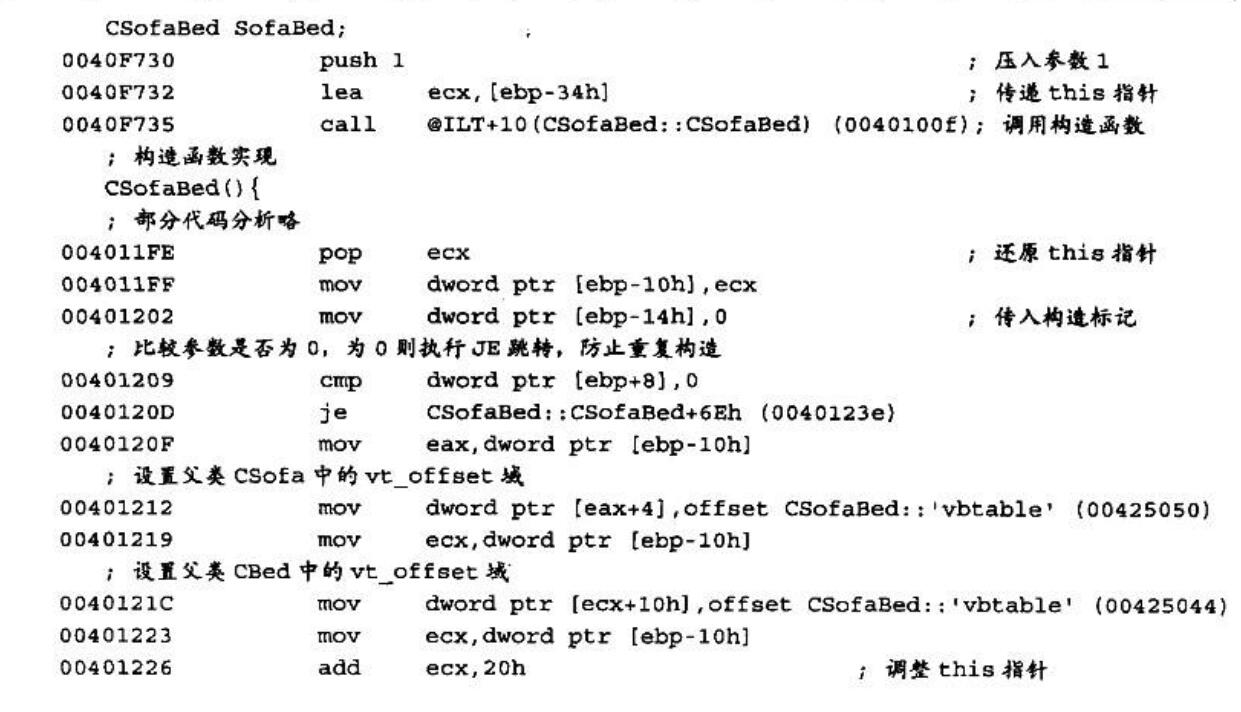 CSofaBed SofaBed;
0040F730 push 1 ; 压入参数1
0040F732 lea ecx,[ebp-34h] ; 传递 this 指针
0040F735 call @ILT+10(CSofaBed::CSofaBed) (0040100f); 调用构造函数
; 构造函数实现
CSofaBed(){
; 部分代码分析略
004011FE pop ecx ; 还原 this 指针
004011FF mov dword ptr [ebp-10h],ecx
00401202 mov dword ptr [ebp-14h],0 ; 传入构造标记
; 比较参数是否为 0，为 0 则执行 JE 跳转，防止重复构造
00401209 cmp dword ptr [ebp+8],0
0040120D je CSofaBed::CSofaBed+6Eh (0040123e)
0040120F mov eax,dword ptr [ebp-10h]
; 设置父类 CSofa 中的 vt_offset 域
00401212 mov dword ptr [eax+4],offset CSofaBed::'vbtable' (00425050)
00401219 mov ecx,dword ptr [ebp-10h]
; 设置父类 CBed 中的 vt_offset 域
0040121C mov dword ptr [ecx+10h],offset CSofaBed::'vbtable' (00425044)
00401223 mov ecx,dword ptr [ebp-10h]
00401226 add ecx,20h ; 调整 this 指针